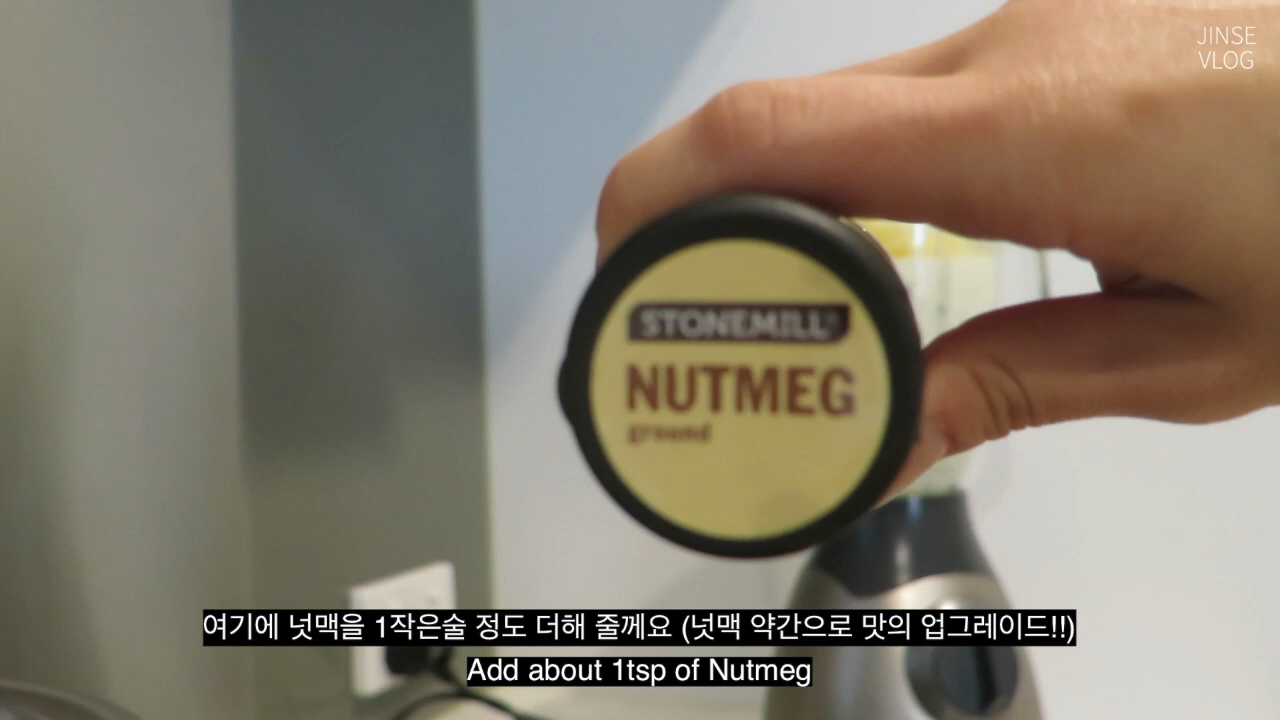 JINSE
VLOG
STONEMILL
NUTMEG
ground
여기에 넛맥을 1작은술 정도 더해 줄께요 (넛맥 약간으로 맛의 업그레이드!!)
Add about 1tsp of Nutmeg